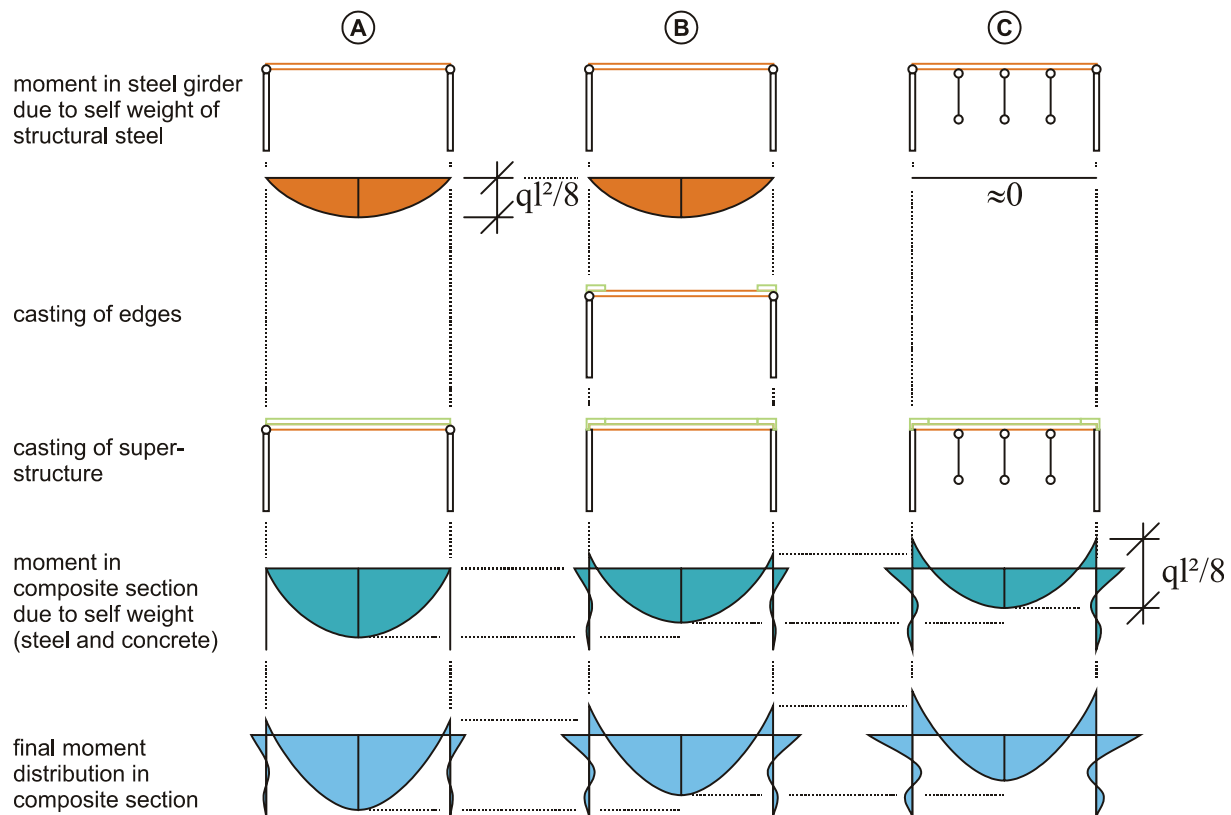 A
B
C
moment in steel girder
due to self weight of
structural steel
ql²/8
≈0
casting of edges
casting of super-
structure
moment in
composite section
due to self weight
(steel and concrete)
ql²/8
final moment
distribution in
composite section